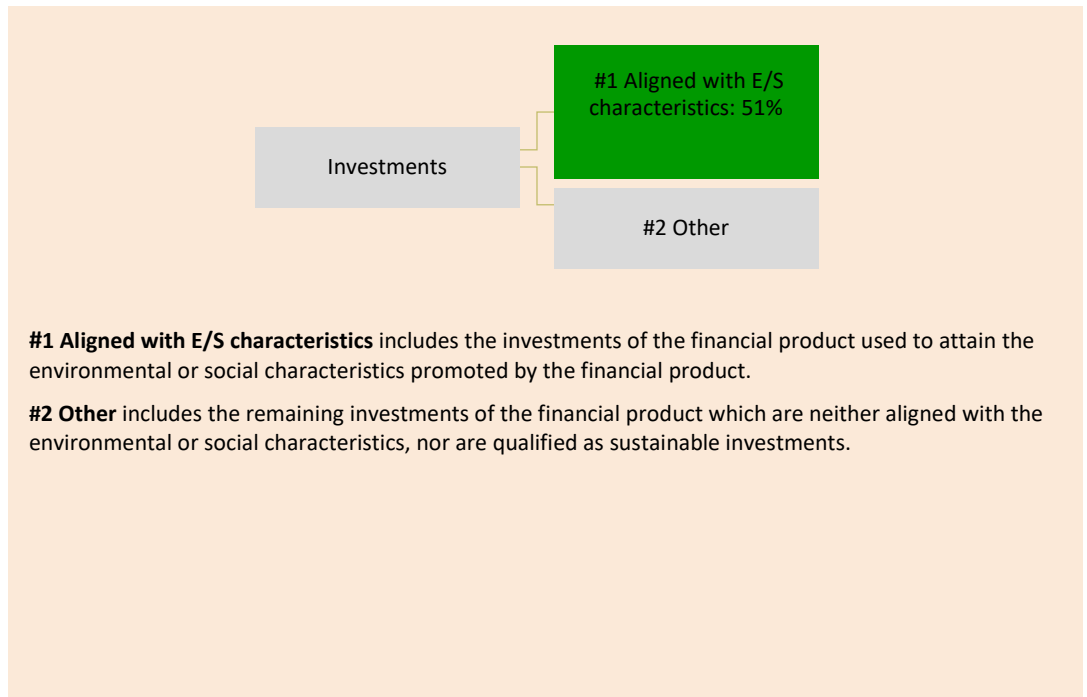 #1 Aligned with E/S
characteristics: 51%
Investments
#2 Other
#1 Aligned with E/S characteristics includes the investments of the financial product used to attain the
environmental or social characteristics promoted by the financial product.
#2 Other includes the remaining investments of the financial product which are neither aligned with the
environmental or social characteristics, nor are qualified as sustainable investments.